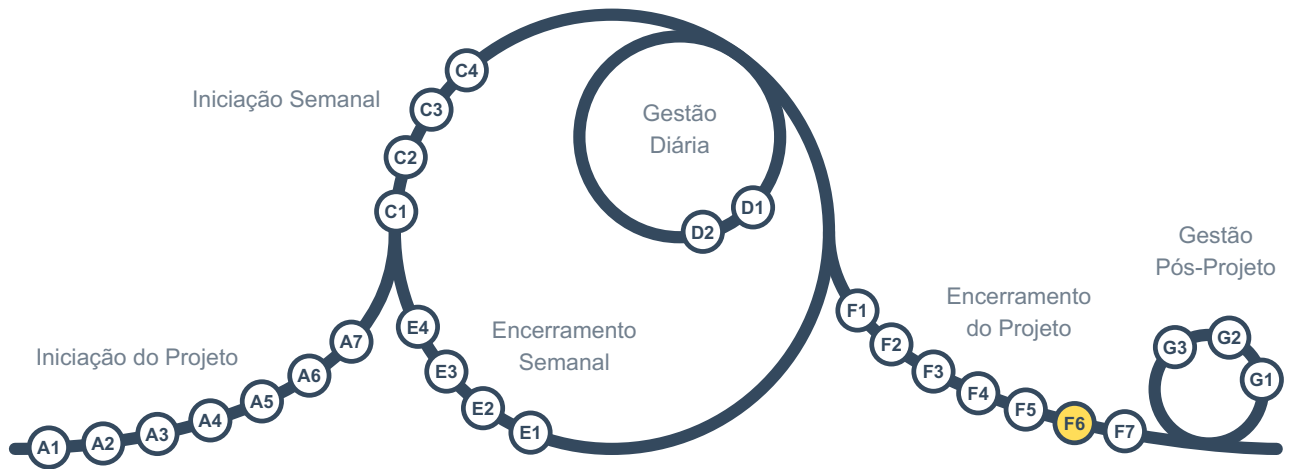 Iniciação do Projeto
A1
A2
A3
A4
A5
A6
A7
Iniciação Semanal
C1
C2
C3
C4
Gestão
Diária
D1
D2
Encerramento
Semanal
E1
E2
E3
E4
Encerramento
do Projeto
F1
F2
F3
F4
F5
F6
F7
Gestão
Pós-Projeto
G1
G2
G3